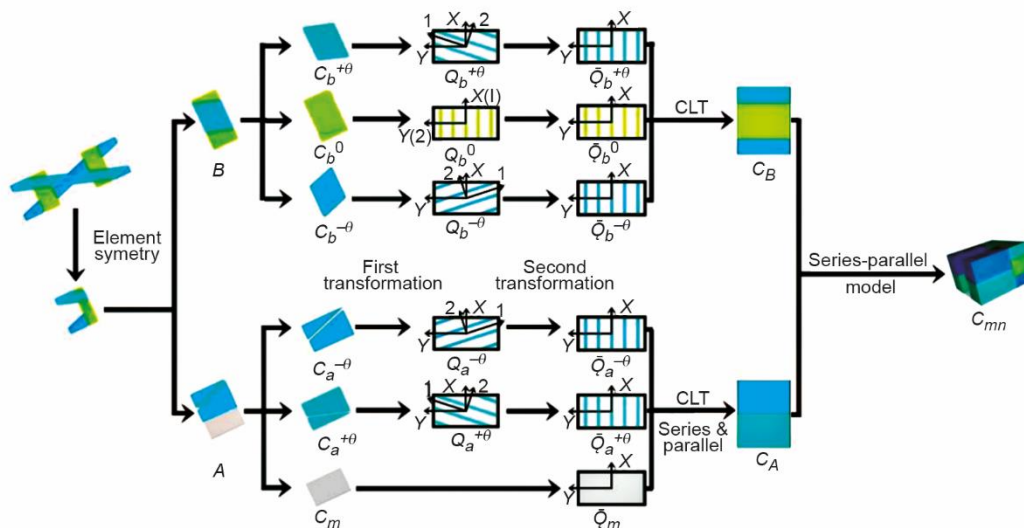 1 X 2
Y
C_b^{+θ}
Q_b^{+θ}
X
Y
Q̄_b^{+θ}
B
X(I)
Y(2)
C_b^0
Q_b^0
X
Y
Q̄_b^0
CLT
C_B
2 X 1
Y
C_b^{-θ}
Q_b^{-θ}
X
Y
Q̄_b^{-θ}
Element
symetry
First
transformation
Second
transformation
Series-parallel
model
C_{mn}
2 X 1
Y
C_a^{-θ}
Q_a^{-θ}
X
Y
Q̄_a^{-θ}
A
1 X 2
Y
C_a^{+θ}
Q_a^{+θ}
X
Y
Q̄_a^{+θ}
CLT
Series &
parallel
C_A
C_m
X
Y
Q̄_m